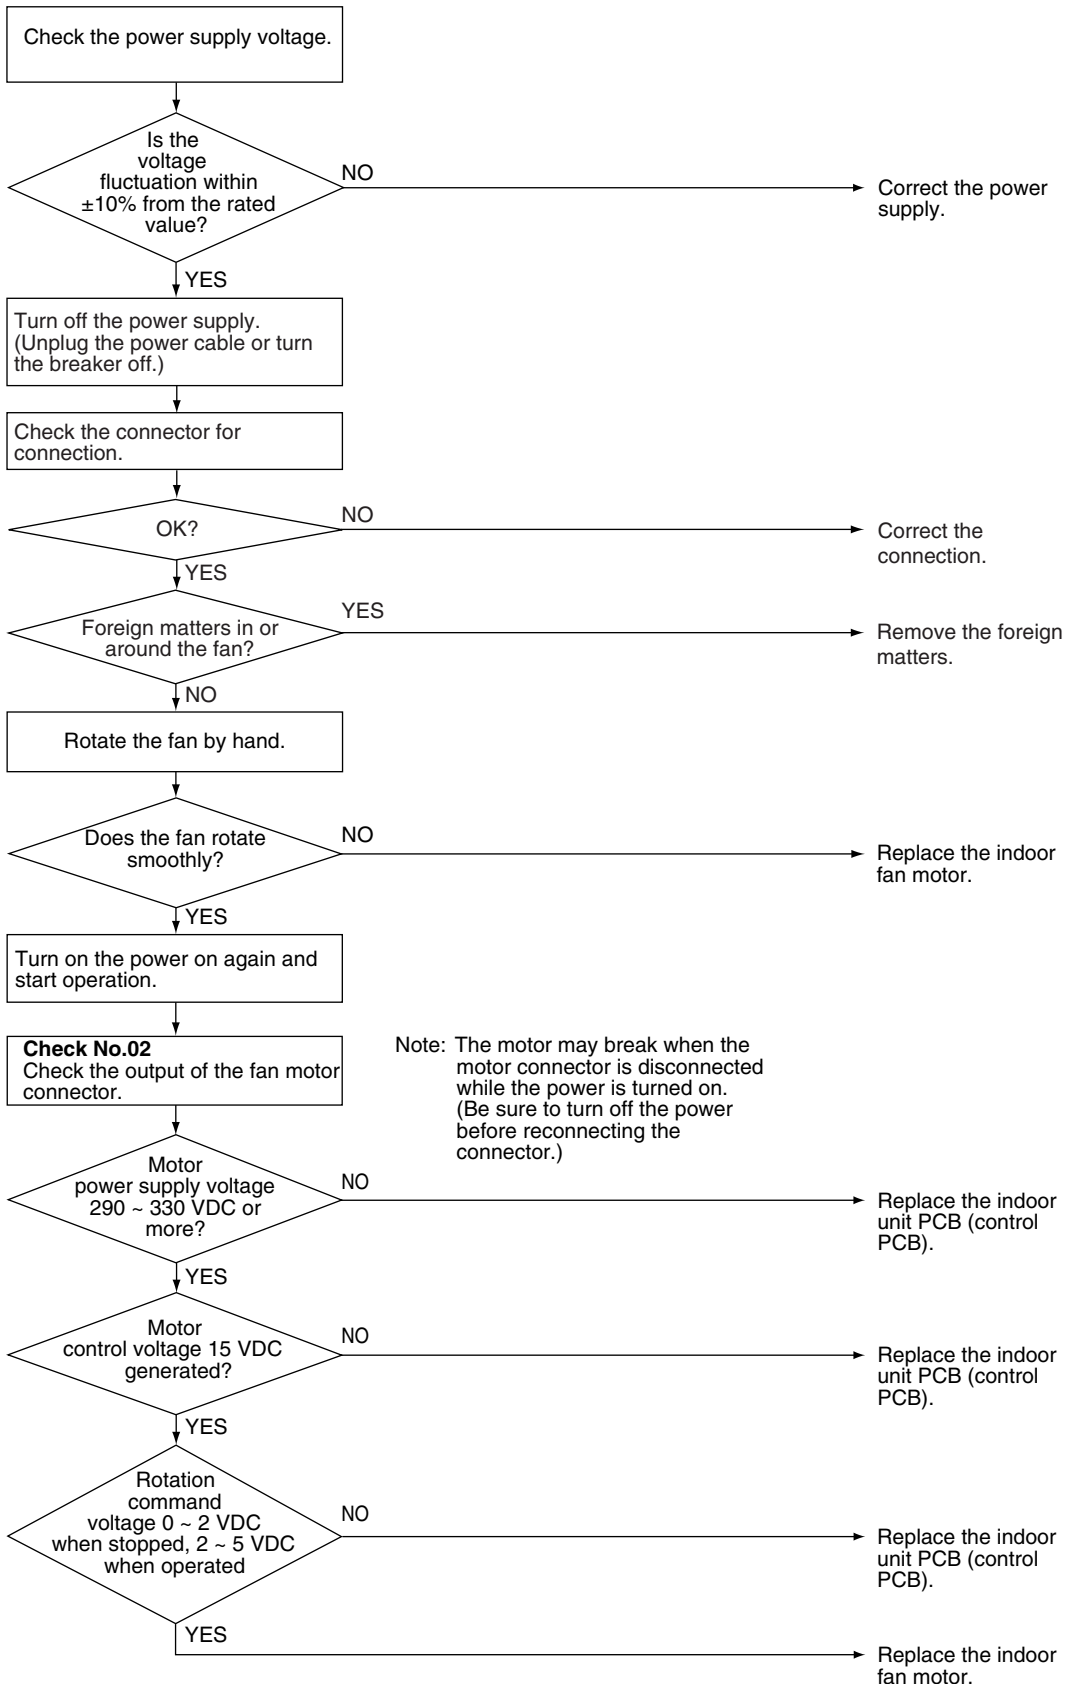 Check the power supply voltage.
Is the
voltage
fluctuation within
±10% from the rated
value?
NO
Correct the power
supply.
YES
Turn off the power supply.
(Unplug the power cable or turn
the breaker off.)
Check the connector for
connection.
OK?
NO
Correct the
connection.
YES
Foreign matters in or
around the fan?
YES
Remove the foreign
matters.
NO
Rotate the fan by hand.
Does the fan rotate
smoothly?
NO
Replace the indoor
fan motor.
YES
Turn on the power on again and
start operation.
Check No.02
Check the output of the fan motor
connector.
Note: The motor may break when the
motor connector is disconnected
while the power is turned on.
(Be sure to turn off the power
before reconnecting the
connector.)
Motor
power supply voltage
290 ~ 330 VDC or
more?
NO
Replace the indoor
unit PCB (control
PCB).
YES
Motor
control voltage 15 VDC
generated?
NO
Replace the indoor
unit PCB (control
PCB).
YES
Rotation
command
voltage 0 ~ 2 VDC
when stopped, 2 ~ 5 VDC
when operated
NO
Replace the indoor
unit PCB (control
PCB).
YES
Replace the indoor
fan motor.